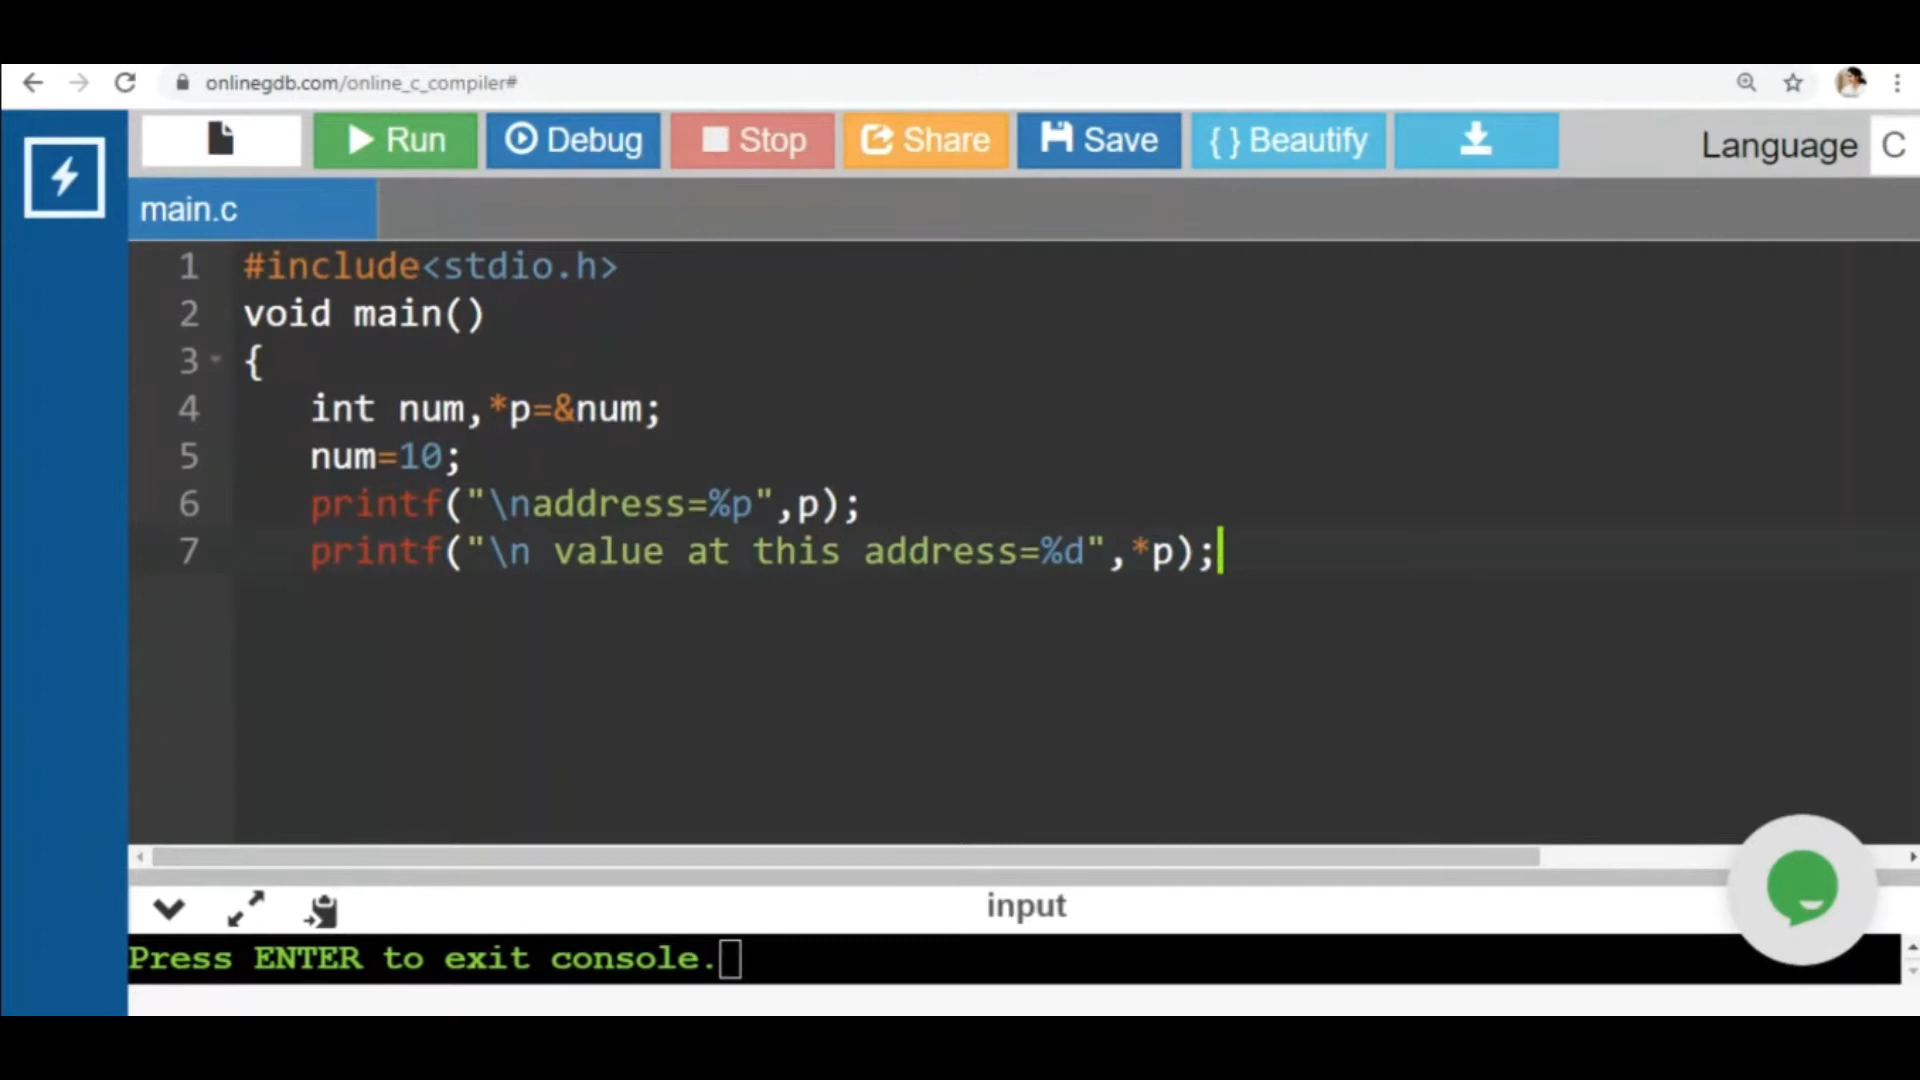 onlinegdb.com/online_c_compiler#
Run Debug Stop Share Save { } Beautify Language C
main.c
1 #include<stdio.h>
2 void main()
3 {
4 int num,*p=&num;
5 num=10;
6 printf("\naddress=%p",p);
7 printf("\n value at this address=%d",*p);
input
Press ENTER to exit console.